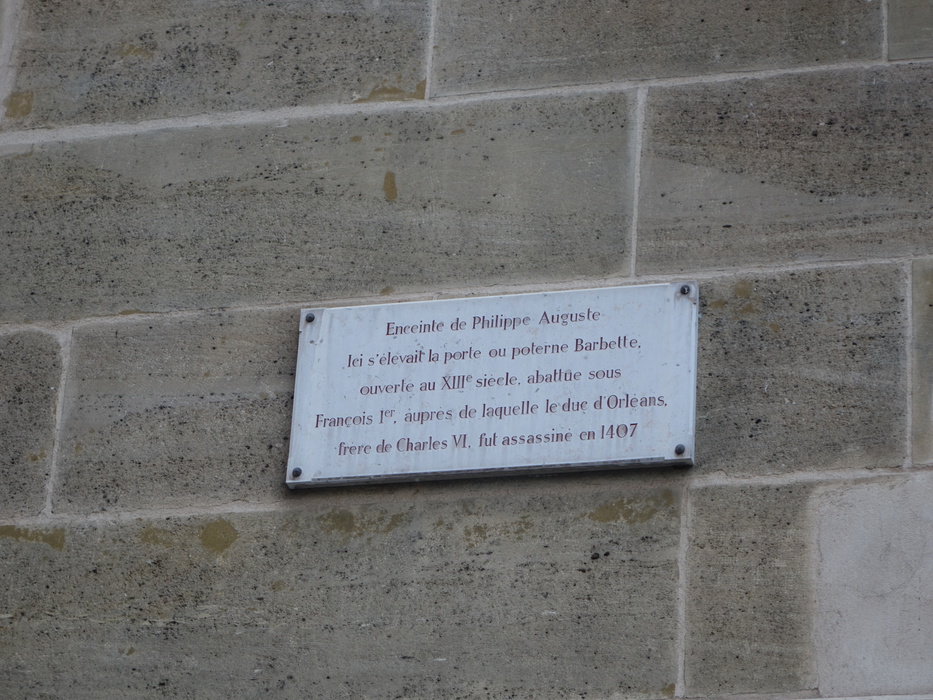 Enceinte de Philippe Auguste
Ici s'élevait la porte ou poterne Barbette,
ouverte au XIIIe siècle, abattue sous
François 1er, auprès de laquelle le duc d'Orléans,
frère de Charles VI, fut assassiné en 1407